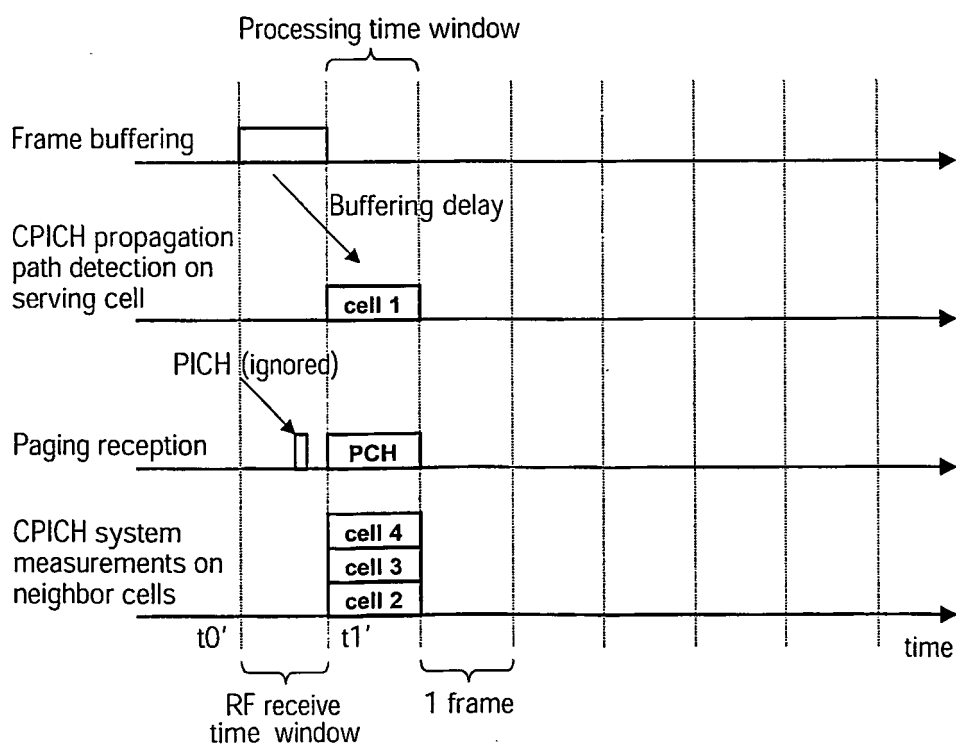 Processing time window
Frame buffering
Buffering delay
CPICH propagation
path detection on
serving cell
cell 1
PICH (ignored)
Paging reception
PCH
CPICH system
measurements on
neighbor cells
cell 4
cell 3
cell 2
t0'
t1'
time
RF receive
time window
1 frame